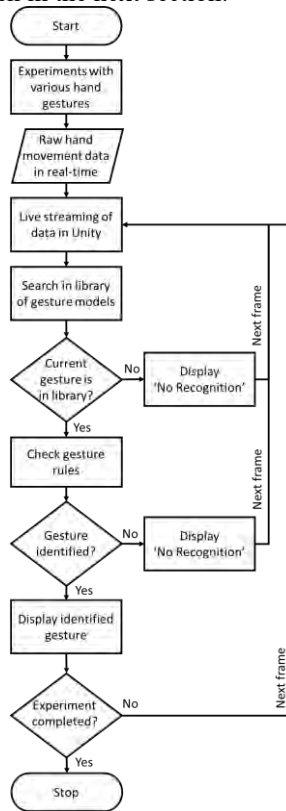 Start
Experiments with
various hand
gestures
Raw hand
movement data
in real-time
Live streaming of
data in Unity
Search in library
of gesture models
Current
gesture is
in library?
No
Display
'No Recognition'
Next frame
Yes
Check gesture
rules
Gesture
identified?
No
Display
'No Recognition'
Next frame
Yes
Display identified
gesture
Experiment
completed?
No
Next frame
Yes
Stop